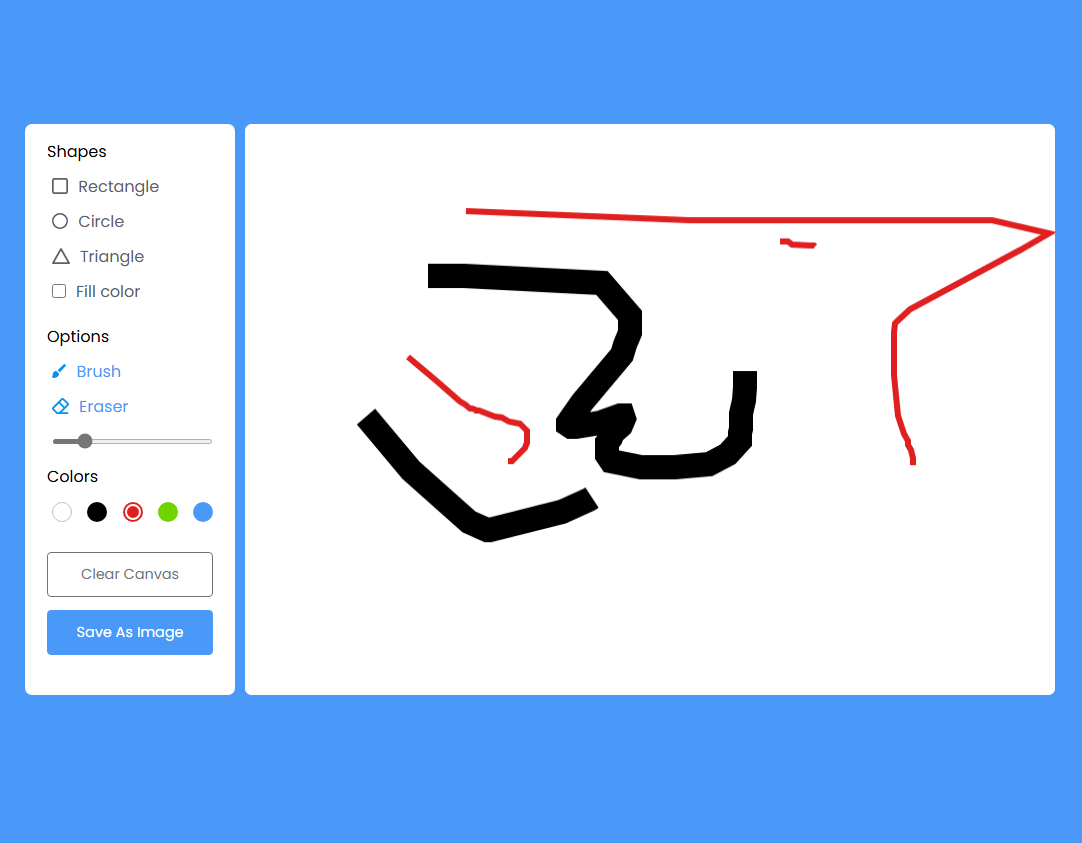 Shapes
Rectangle
Circle
Triangle
Fill color
Options
Brush
Eraser
Colors
Clear Canvas
Save As Image